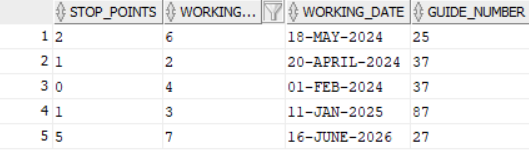 STOP_POINTS WORKING... WORKING_DATE GUIDE_NUMBER
1 2 6 18-MAY-2024 25
2 1 2 20-APRIL-2024 37
3 0 4 01-FEB-2024 37
4 1 3 11-JAN-2025 87
5 5 7 16-JUNE-2026 27